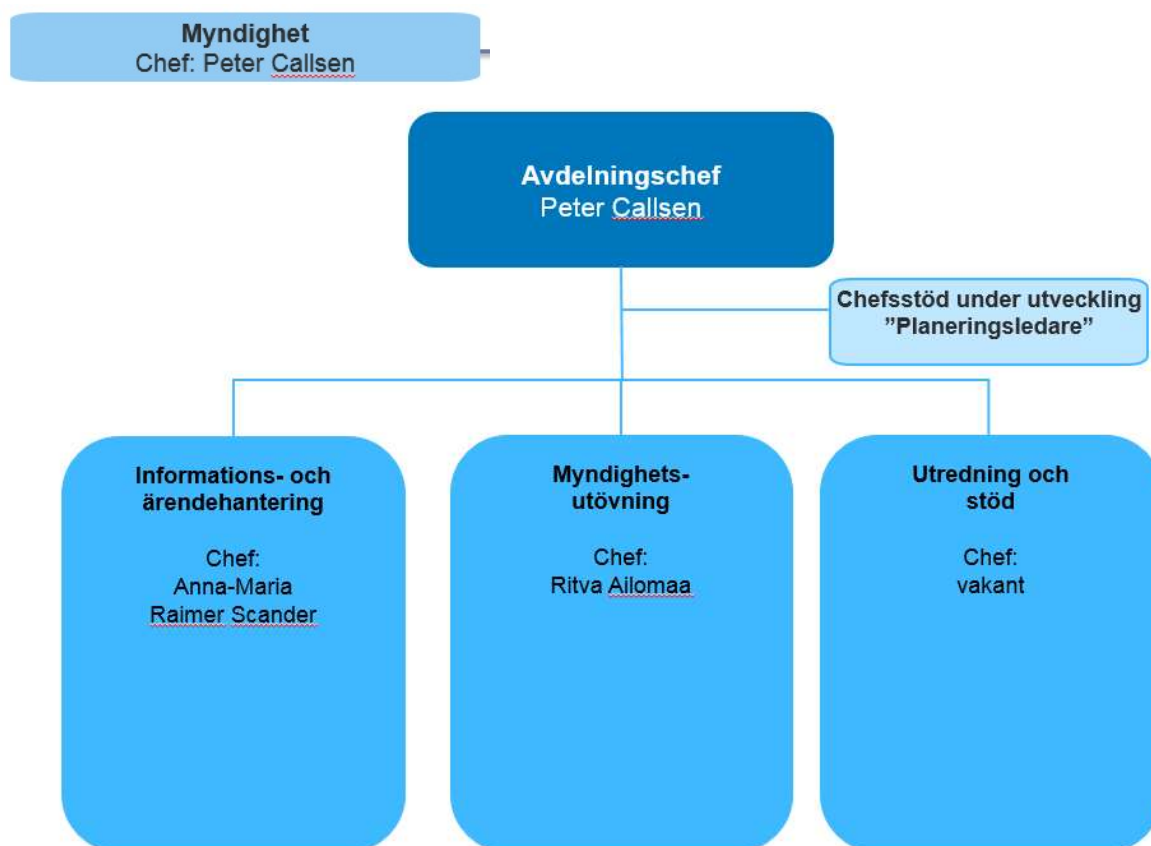 Myndighet
Chef: Peter Callsen
Avdelningschef
Peter Callsen
Chefsstöd under utveckling
”Planeringsledare”
Informations- och
ärendehantering
Chef:
Anna-Maria
Raimer Scander
Myndighets-
utövning
Chef:
Ritva Ailomaa
Utredning och
stöd
Chef:
vakant